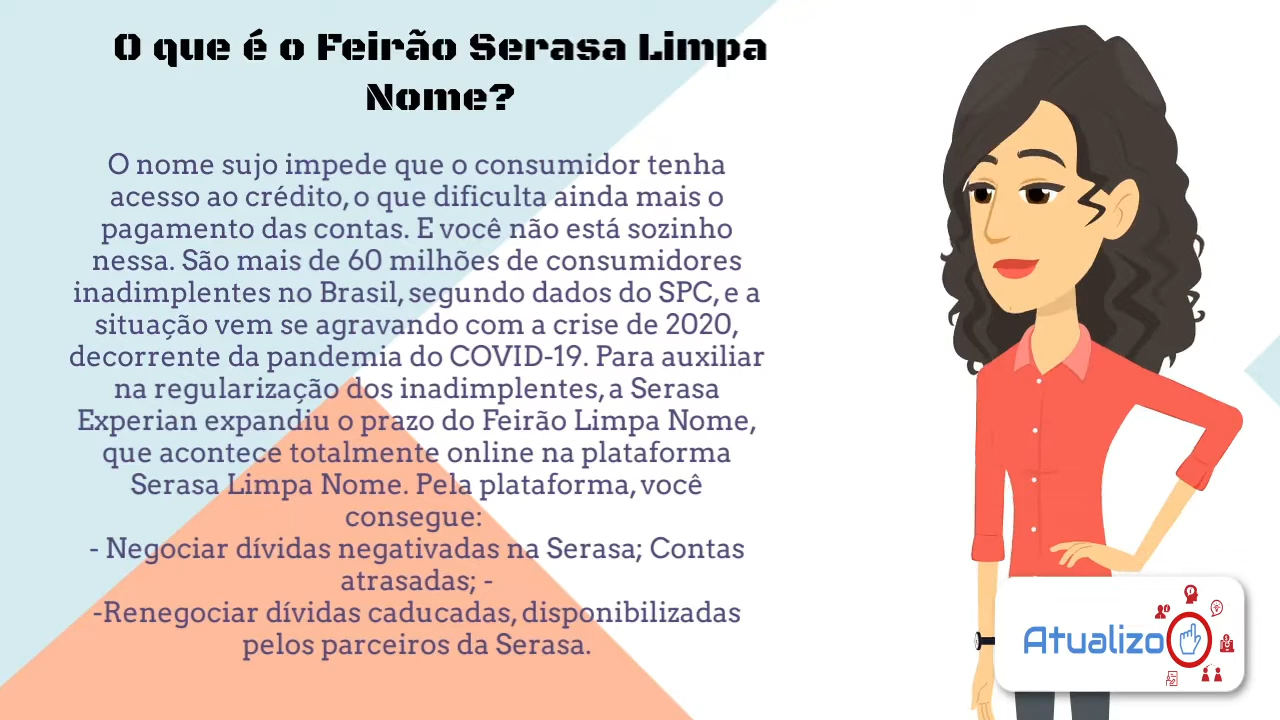 O que é o Feirão Serasa Limpa
Nome?
O nome sujo impede que o consumidor tenha
acesso ao crédito, o que dificulta ainda mais o
pagamento das contas. E você não está sozinho
nessa. São mais de 60 milhões de consumidores
inadimplentes no Brasil, segundo dados do SPC, e a
situação vem se agravando com a crise de 2020,
decorrente da pandemia do COVID-19. Para auxiliar
na regularização dos inadimplentes, a Serasa
Experian expandiu o prazo do Feirão Limpa Nome,
que acontece totalmente online na plataforma
Serasa Limpa Nome. Pela plataforma, você
consegue:
- Negociar dívidas negativadas na Serasa; Contas
atrasadas; -
-Renegociar dívidas caducadas, disponibilizadas
pelos parceiros da Serasa.
Atualizo